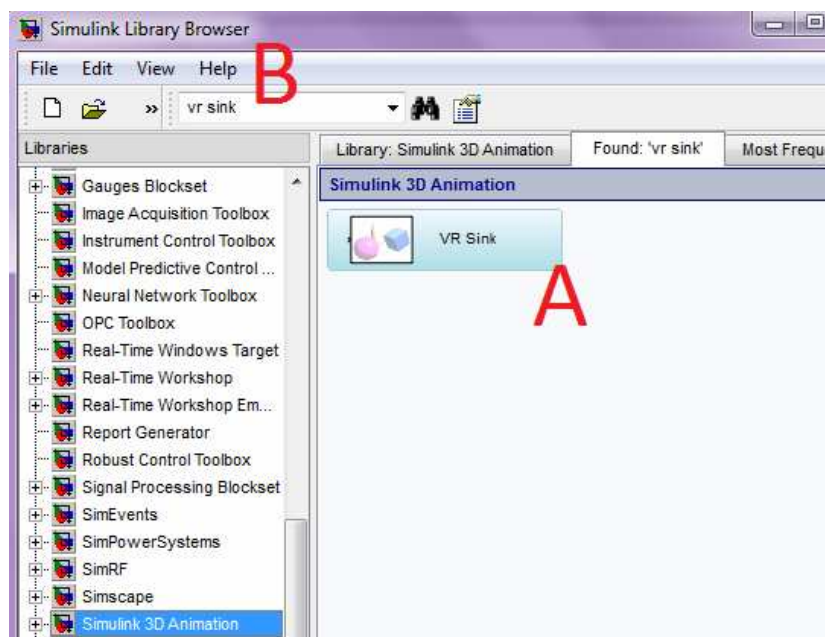 Simulink Library Browser
File Edit View Help
B
» vr sink
Libraries
Library: Simulink 3D Animation Found: 'vr sink' Most Frequ
Gauges Blockset
Simulink 3D Animation
Image Acquisition Toolbox
VR Sink
Instrument Control Toolbox
Model Predictive Control ...
A
Neural Network Toolbox
OPC Toolbox
Real-Time Windows Target
Real-Time Workshop
Real-Time Workshop Em...
Report Generator
Robust Control Toolbox
Signal Processing Blockset
SimEvents
SimPowerSystems
SimRF
Simscape
Simulink 3D Animation